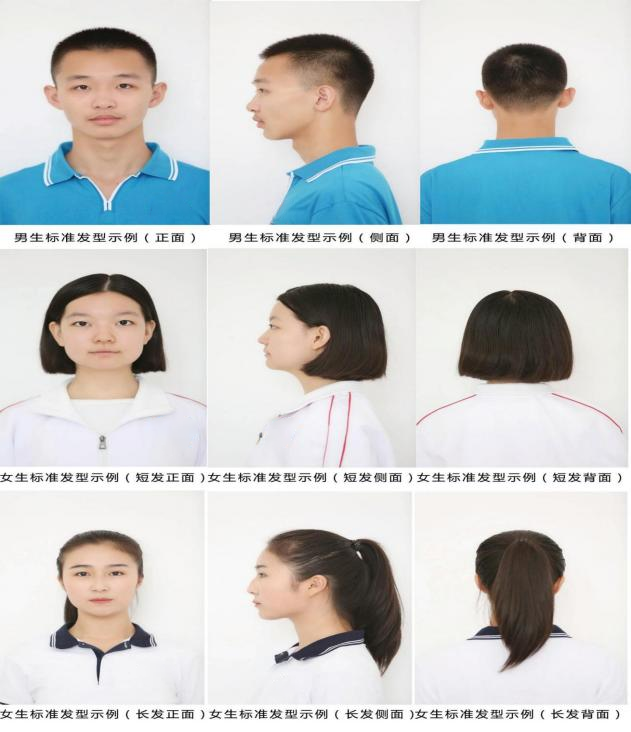 男生标准发型示例（正面）
男生标准发型示例（侧面）
男生标准发型示例（背面）
女生标准发型示例（短发正面）
女生标准发型示例（短发侧面）
女生标准发型示例（短发背面）
女生标准发型示例（长发正面）
女生标准发型示例（长发侧面）
女生标准发型示例（长发背面）